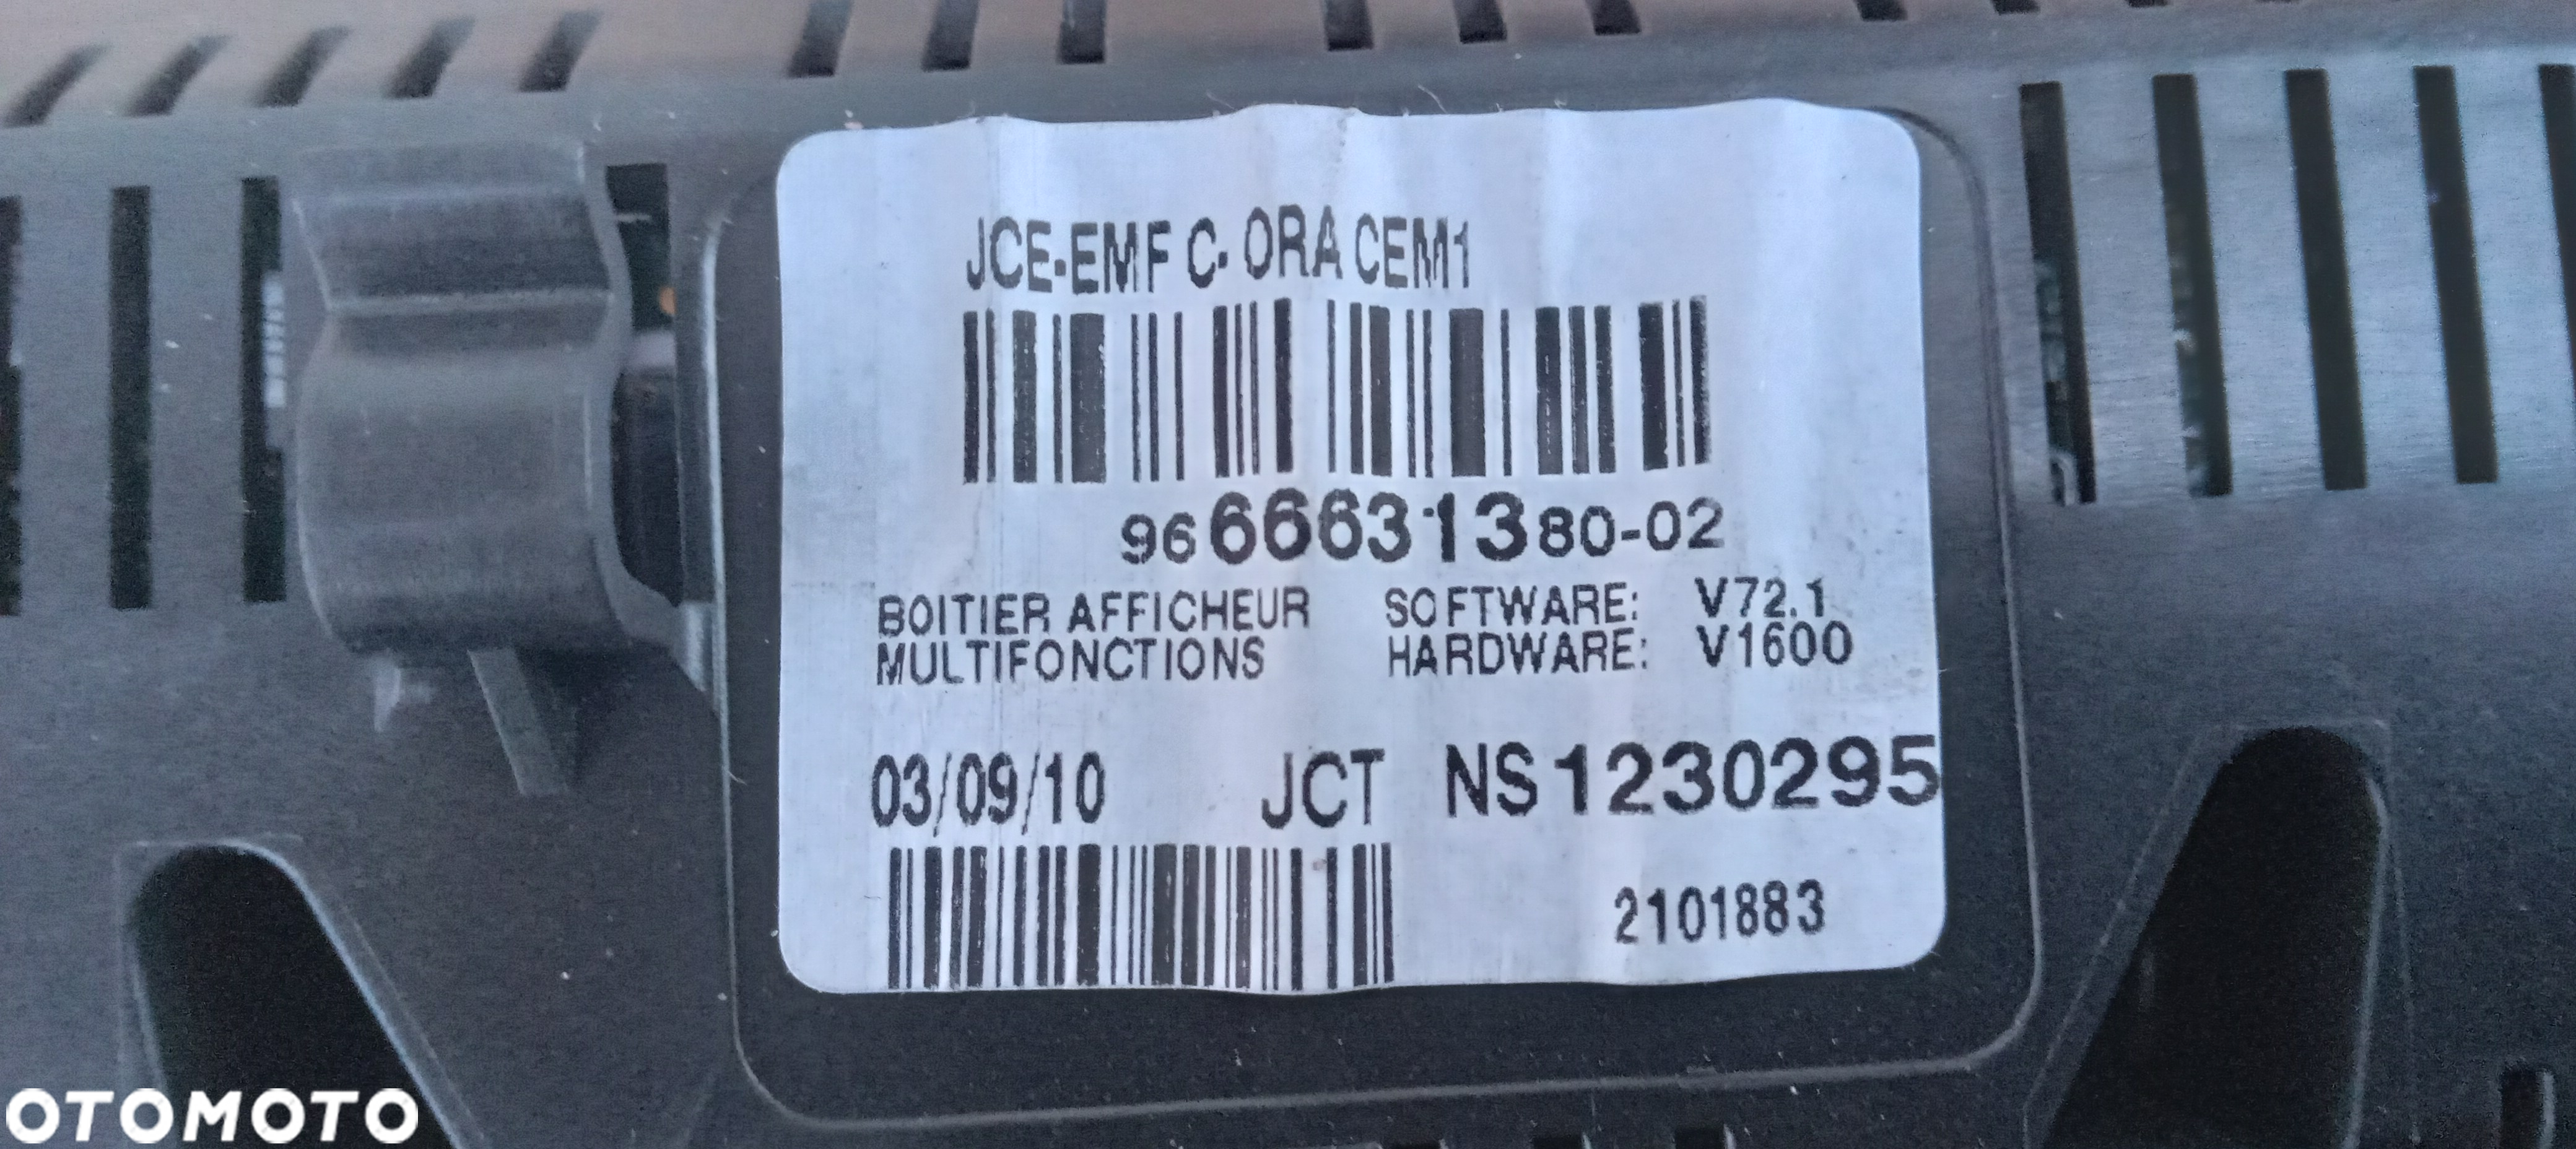 JCE-EMF C- ORA CEM1
9666631380-02
BOITIER AFFICHEUR SOFTWARE: V72.1
MULTIFONCTIONS HARDWARE: V1600
03/09/10 JCT NS1230295
2101883
OTOMOTO